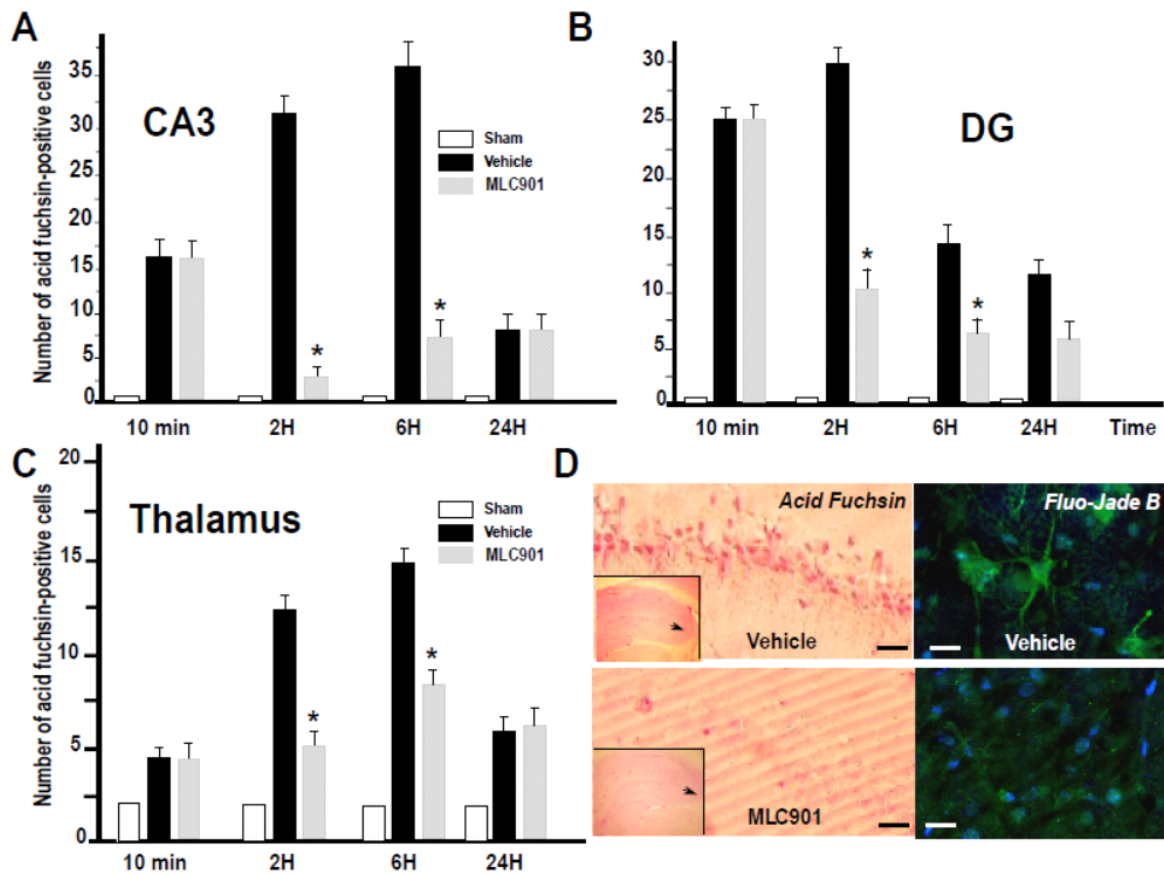 A
Number of acid fuchsin-positive cells
35
30
25
20
15
10
5
0
CA3
Sham
Vehicle
MLC901
*
*
10 min 2H 6H 24H
B
30
25
20
15
10
5
0
DG
*
*
10 min 2H 6H 24H Time
C
Number of acid fuchsin-positive cells
20
15
10
5
0
Thalamus
Sham
Vehicle
MLC901
*
*
10 min 2H 6H 24H
D
Acid Fuchsin
Vehicle
Fluo-Jade B
Vehicle
MLC901